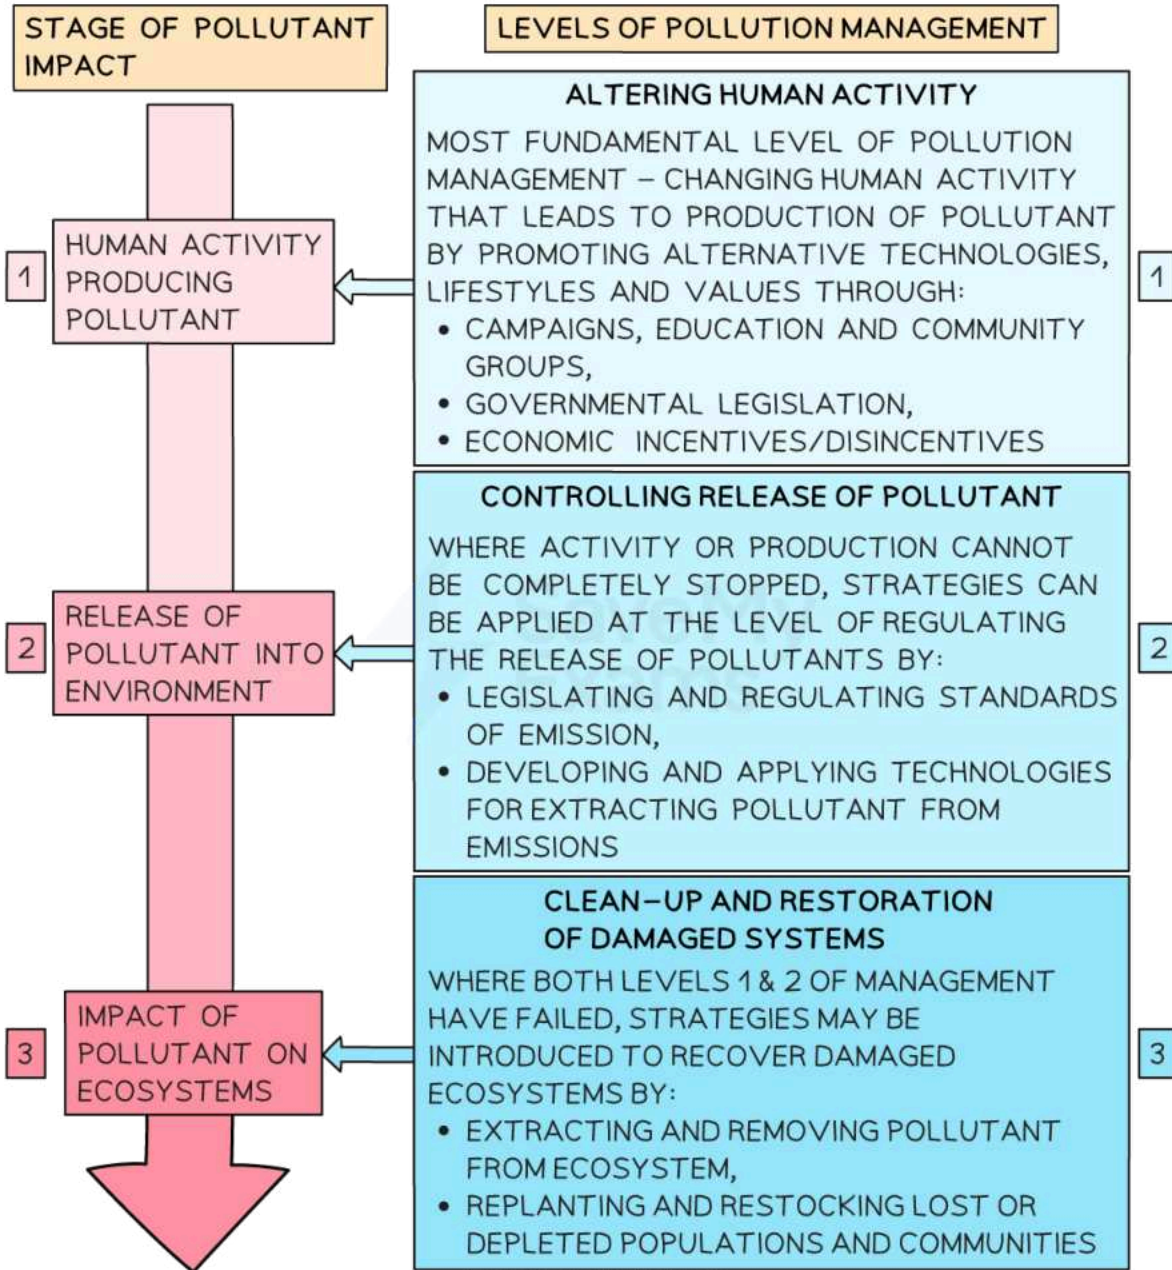 STAGE OF POLLUTANT
IMPACT
LEVELS OF POLLUTION MANAGEMENT
1
HUMAN ACTIVITY
PRODUCING
POLLUTANT
ALTERING HUMAN ACTIVITY
MOST FUNDAMENTAL LEVEL OF POLLUTION
MANAGEMENT – CHANGING HUMAN ACTIVITY
THAT LEADS TO PRODUCTION OF POLLUTANT
BY PROMOTING ALTERNATIVE TECHNOLOGIES,
LIFESTYLES AND VALUES THROUGH:
• CAMPAIGNS, EDUCATION AND COMMUNITY
GROUPS,
• GOVERNMENTAL LEGISLATION,
• ECONOMIC INCENTIVES/DISINCENTIVES
1
2
RELEASE OF
POLLUTANT INTO
ENVIRONMENT
CONTROLLING RELEASE OF POLLUTANT
WHERE ACTIVITY OR PRODUCTION CANNOT
BE COMPLETELY STOPPED, STRATEGIES CAN
BE APPLIED AT THE LEVEL OF REGULATING
THE RELEASE OF POLLUTANTS BY:
• LEGISLATING AND REGULATING STANDARDS
OF EMISSION,
• DEVELOPING AND APPLYING TECHNOLOGIES
FOR EXTRACTING POLLUTANT FROM
EMISSIONS
2
3
IMPACT OF
POLLUTANT ON
ECOSYSTEMS
CLEAN–UP AND RESTORATION
OF DAMAGED SYSTEMS
WHERE BOTH LEVELS 1 & 2 OF MANAGEMENT
HAVE FAILED, STRATEGIES MAY BE
INTRODUCED TO RECOVER DAMAGED
ECOSYSTEMS BY:
• EXTRACTING AND REMOVING POLLUTANT
FROM ECOSYSTEM,
• REPLANTING AND RESTOCKING LOST OR
DEPLETED POPULATIONS AND COMMUNITIES
3
Save My
Exams